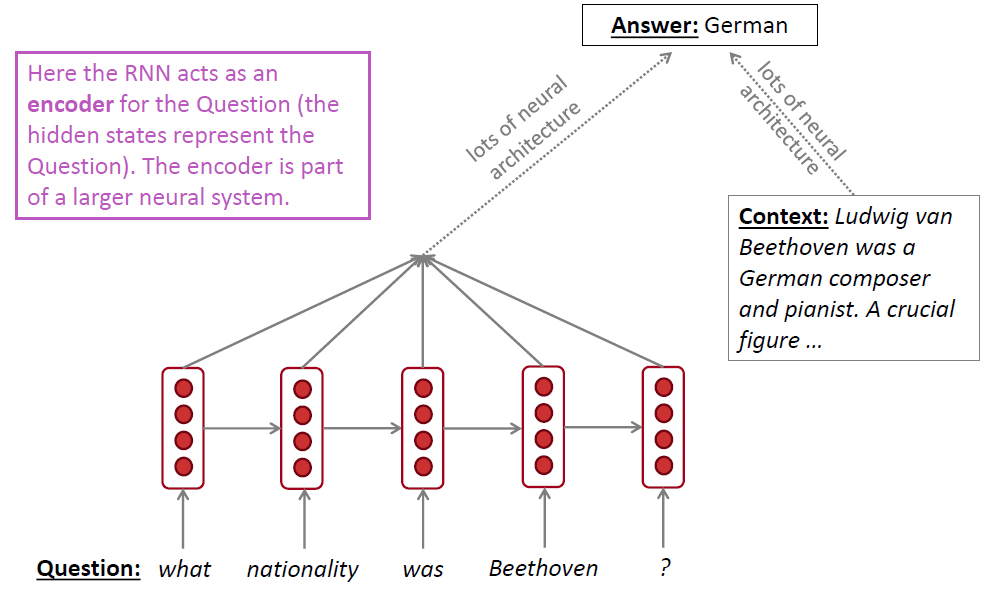 Answer: German
Here the RNN acts as an
encoder for the Question (the
hidden states represent the
Question). The encoder is part
of a larger neural system.
lots of neural
architecture
lots of neural
architecture
Context: Ludwig van
Beethoven was a
German composer
and pianist. A crucial
figure ...
Question: what nationality was Beethoven ?